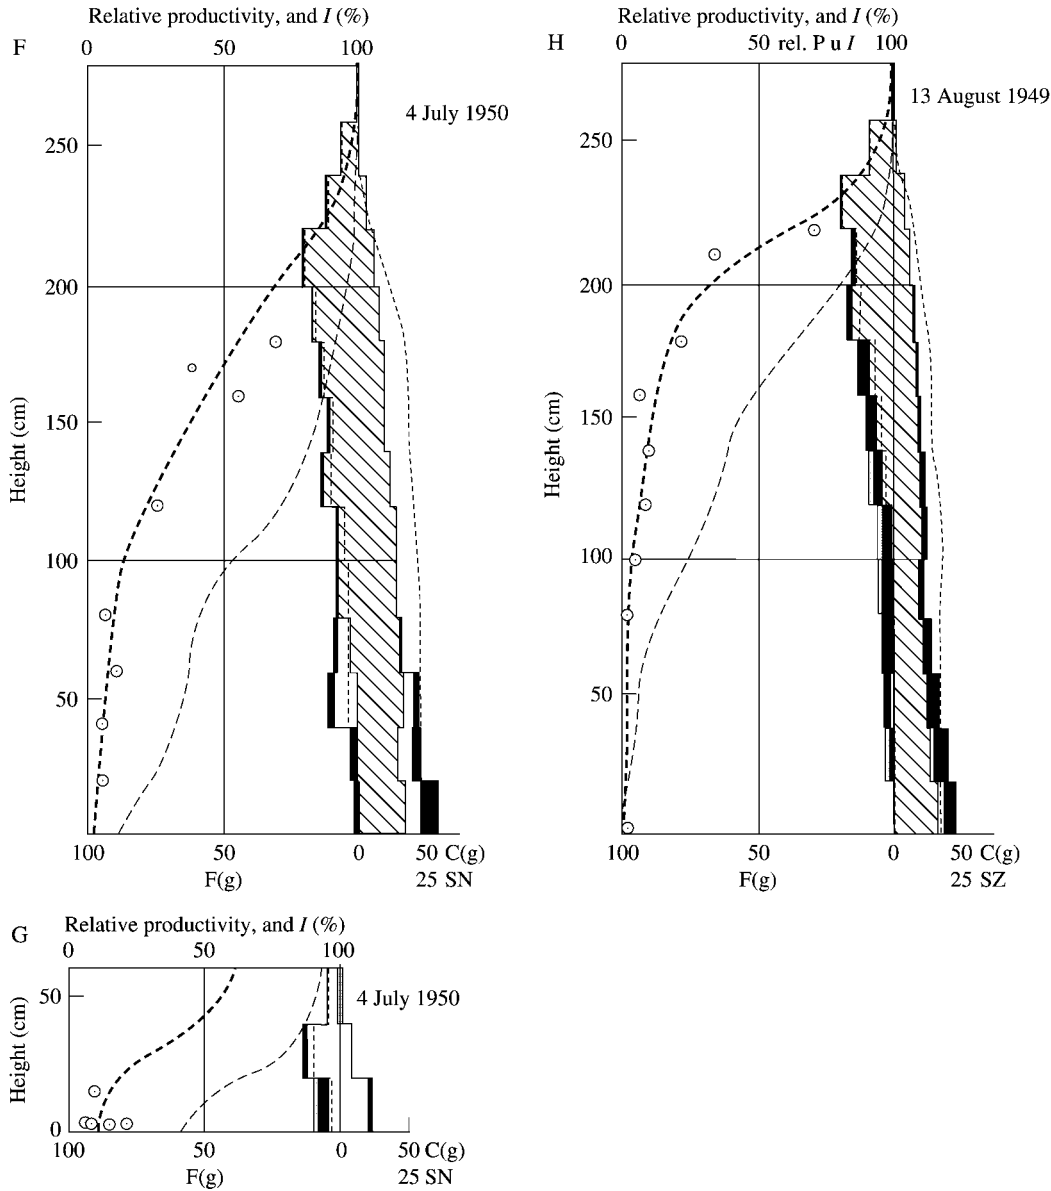 Relative productivity, and I (%)
F
0 50 100
4 July 1950
250
200
150
100
50
Height (cm)
100 50 0 50 C(g)
F(g) 25 SN
Relative productivity, and I (%)
H
0 50 rel. P u I 100
13 August 1949
250
200
150
100
50
Height (cm)
100 50 0 50 C(g)
F(g) 25 SZ
Relative productivity, and I (%)
G
0 50 100
4 July 1950
50
0
Height (cm)
100 50 0 50 C(g)
F(g) 25 SN